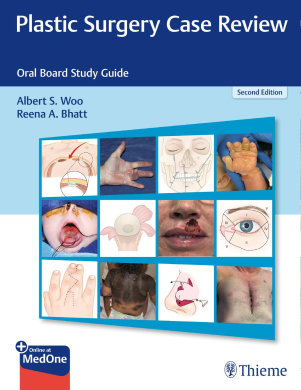 Plastic Surgery Case Review
Oral Board Study Guide
Second Edition
Albert S. Woo
Reena A. Bhatt
Online at
MedOne
Thieme